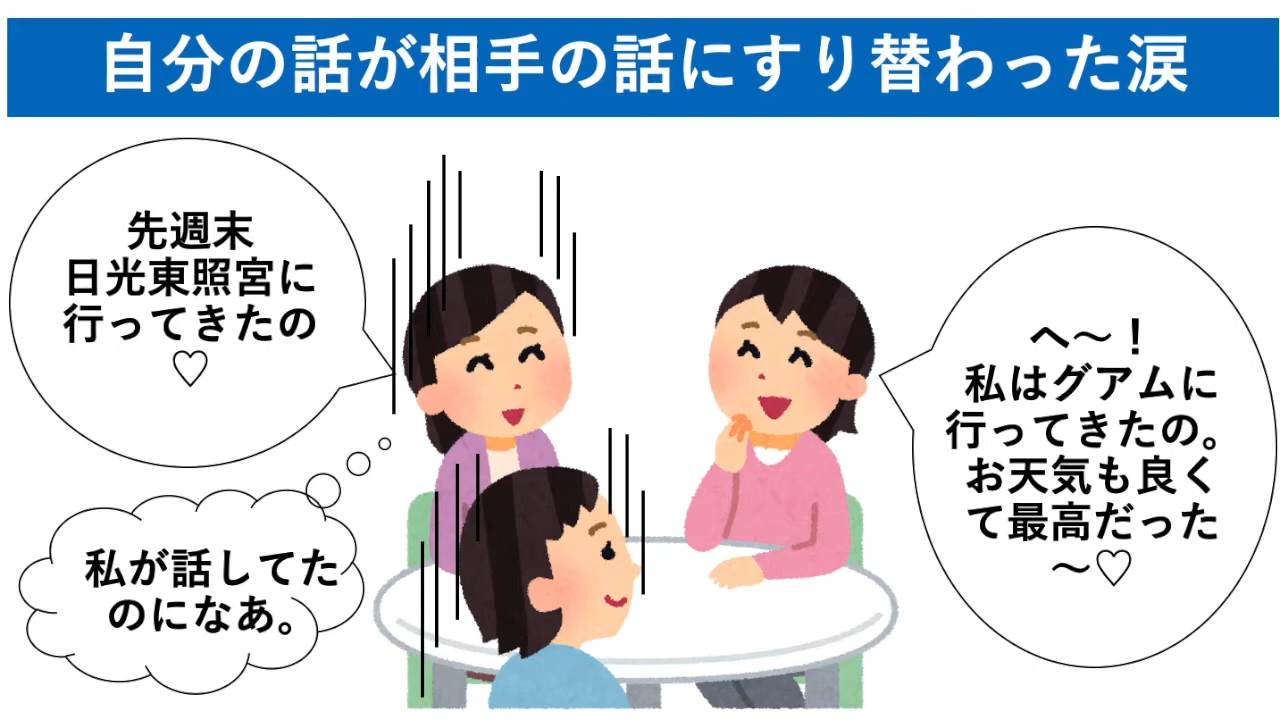 自分の話が相手の話にすり替わった涙
先週末
日光東照宮に
行ってきたの
♡
へ～！
私はグアムに
行ってきたの。
お天気も良く
て最高だった
～♡
私が話してた
のになあ。